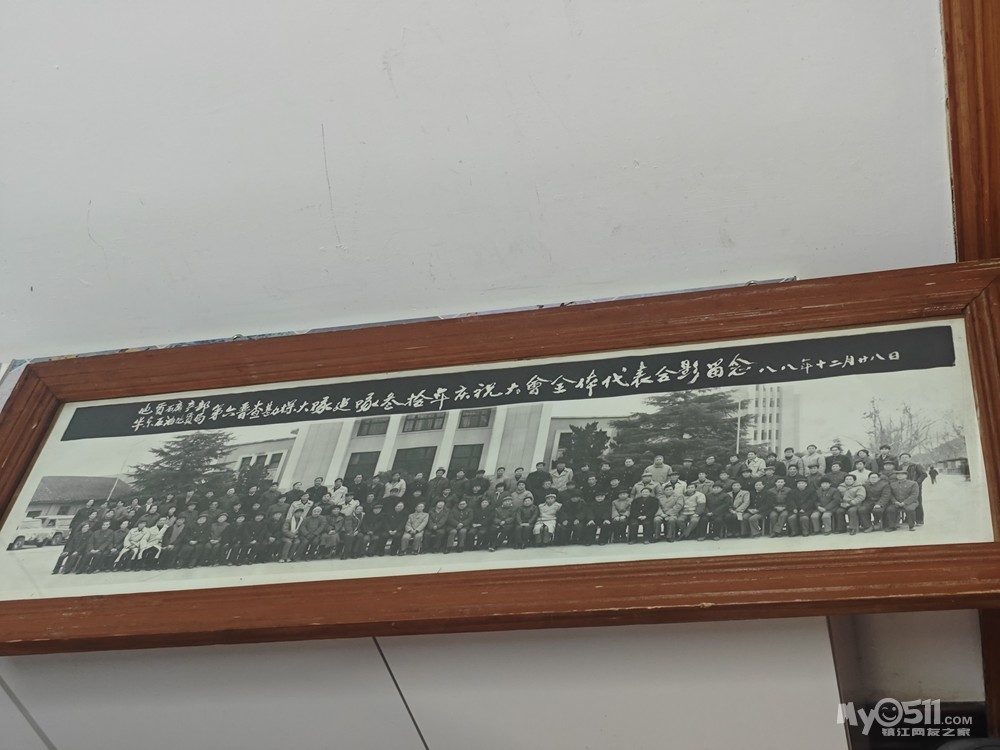 地质矿产部
华东石油地质局
第六普查勘探大队建队叁拾年庆祝大會全体代表合影留念
八八年十二月廿八日
My0511.com
镇江网友之家